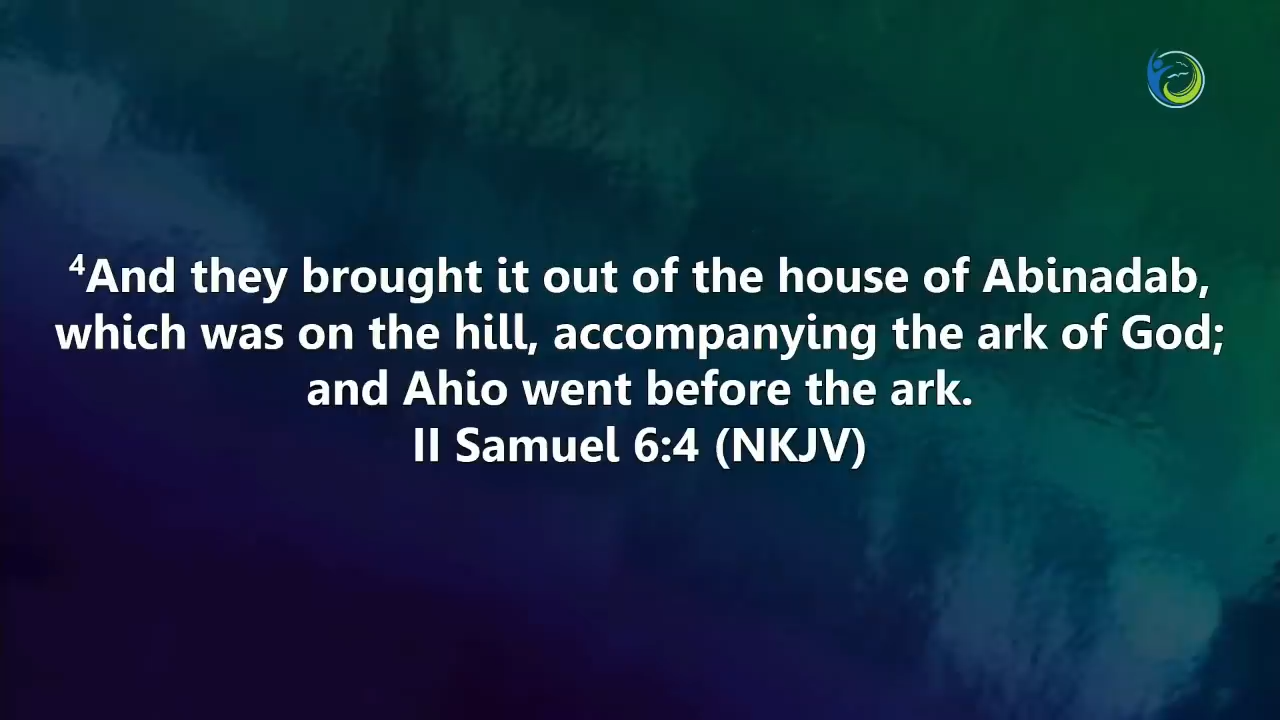 ⁴And they brought it out of the house of Abinadab,
which was on the hill, accompanying the ark of God;
and Ahio went before the ark.
II Samuel 6:4 (NKJV)